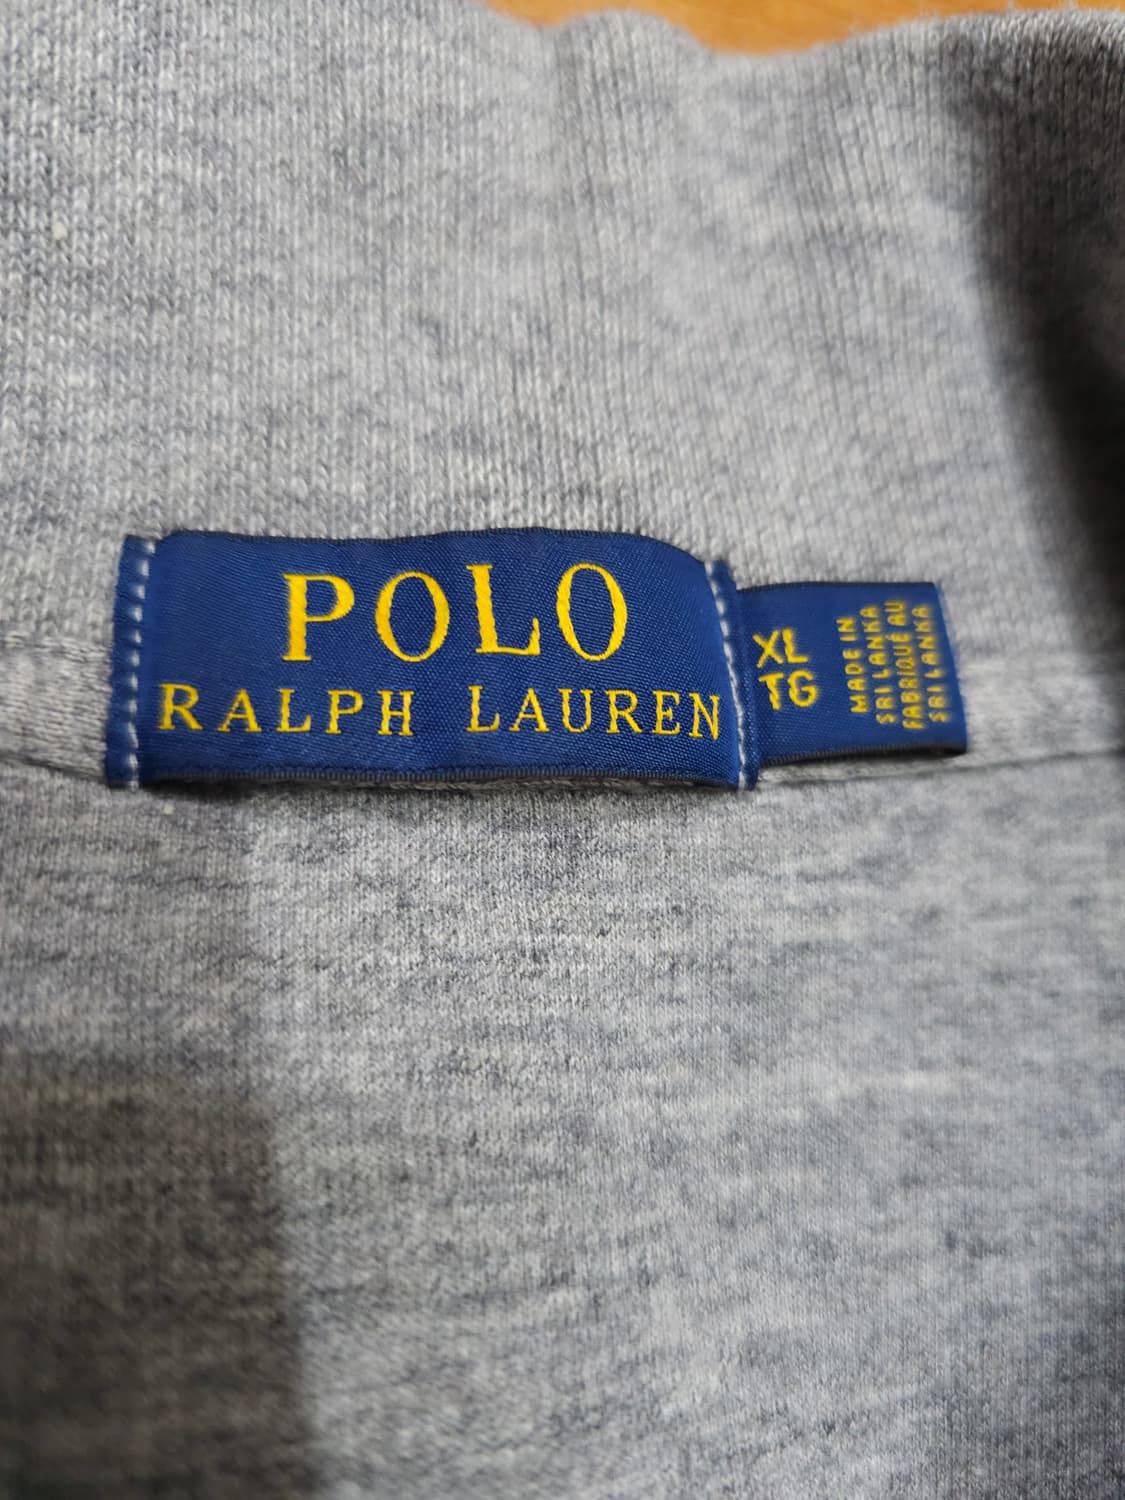 POLO
RALPH LAUREN
XL
TG
MADE IN
SRI LANKA
FABRIQUÉ AU
SRI LANKA